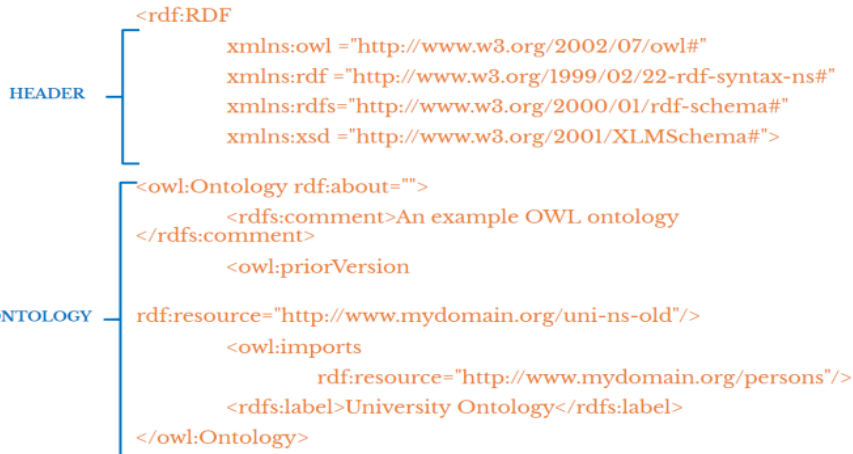 <rdf:RDF
xmlns:owl ="http://www.w3.org/2002/07/owl#"
xmlns:rdf ="http://www.w3.org/1999/02/22-rdf-syntax-ns#"
HEADER
xmlns:rdfs="http://www.w3.org/2000/01/rdf-schema#"
xmlns:xsd ="http://www.w3.org/2001/XLMSchema#">
<owl:Ontology rdf:about="">
<rdfs:comment>An example OWL ontology
</rdfs:comment>
<owl:priorVersion
NTOLOGY
rdf:resource="http://www.mydomain.org/uni-ns-old"/>
<owl:imports
rdf:resource="http://www.mydomain.org/persons"/>
<rdfs:label>University Ontology</rdfs:label>
</owl:Ontology>